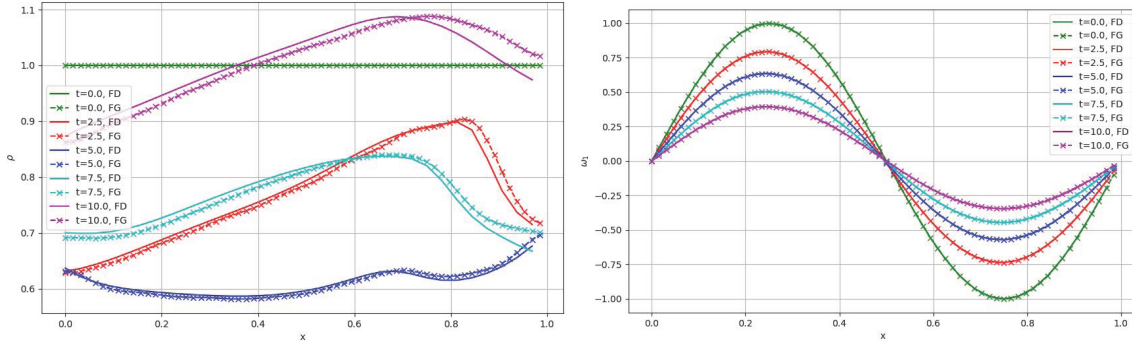 1.1
1.0
0.9
0.8
0.7
0.6
ρ
t=0.0, FD
t=0.0, FG
t=2.5, FD
t=2.5, FG
t=5.0, FD
t=5.0, FG
t=7.5, FD
t=7.5, FG
t=10.0, FD
t=10.0, FG
0.0 0.2 0.4 0.6 0.8 1.0
x
1.00
0.75
0.50
0.25
0.00
−0.25
−0.50
−0.75
−1.00
ω₁
t=0.0, FD
t=0.0, FG
t=2.5, FD
t=2.5, FG
t=5.0, FD
t=5.0, FG
t=7.5, FD
t=7.5, FG
t=10.0, FD
t=10.0, FG
0.0 0.2 0.4 0.6 0.8 1.0
x